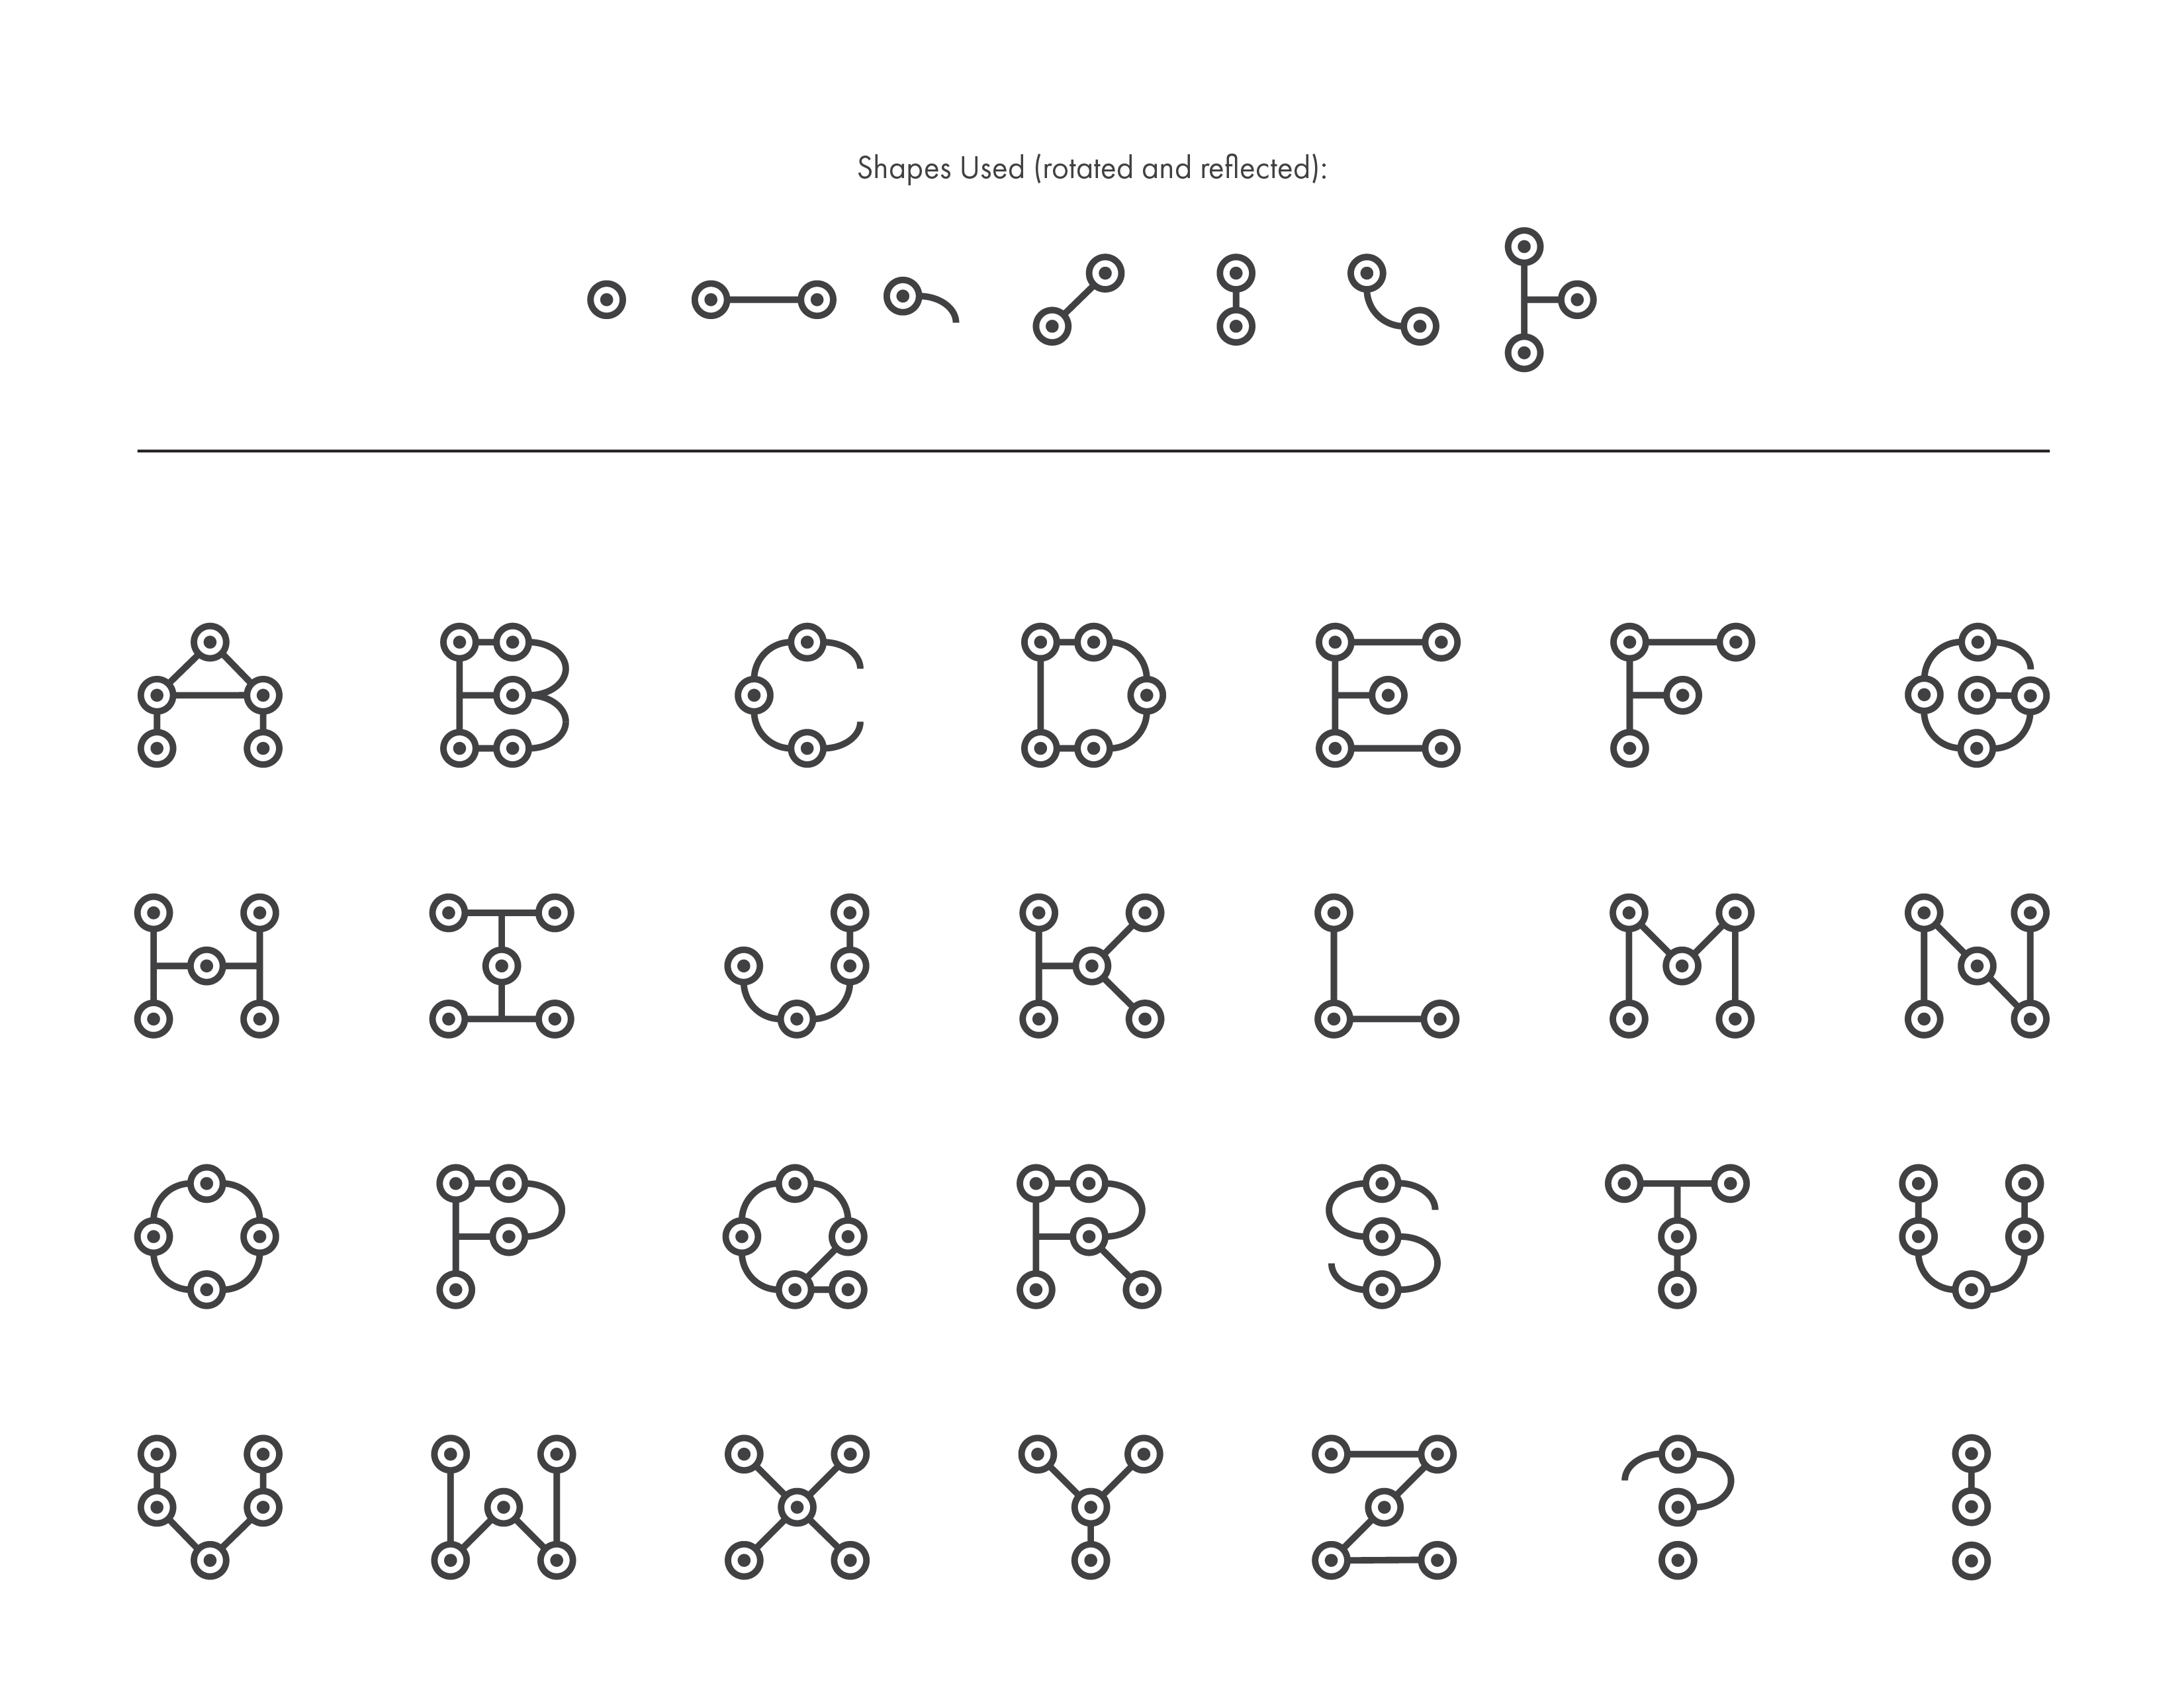 Shapes Used (rotated and reflected):
A B C D E F G
H I J K L M N
O P Q R S T U
V W X Y Z ? !